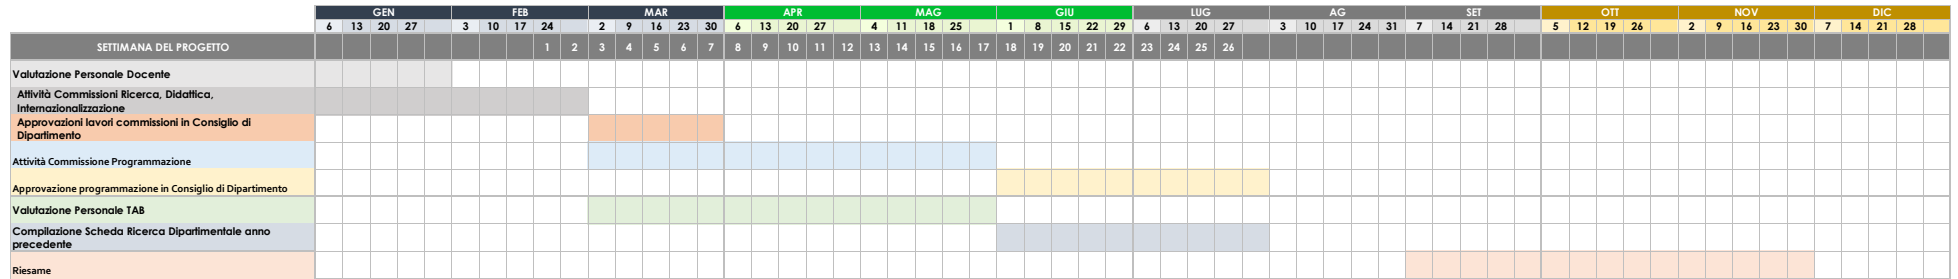 GEN FEB MAR APR MAG GIU LUG AG SET OTT NOV DIC
6 13 20 27 3 10 17 24 2 9 16 23 30 6 13 20 27 4 11 18 25 1 8 15 22 29 6 13 20 27 3 10 17 24 31 7 14 21 28 5 12 19 26 2 9 16 23 30 7 14 21 28
SETTIMANA DEL PROGETTO 1 2 3 4 5 6 7 8 9 10 11 12 13 14 15 16 17 18 19 20 21 22 23 24 25 26
Valutazione Personale Docente
Attività Commissioni Ricerca, Didattica,
Internazionalizzazione
Approvazioni lavori commissioni in Consiglio di
Dipartimento
Attività Commissione Programmazione
Approvazione programmazione in Consiglio di Dipartimento
Valutazione Personale TAB
Compilazione Scheda Ricerca Dipartimentale anno
precedente
Riesame